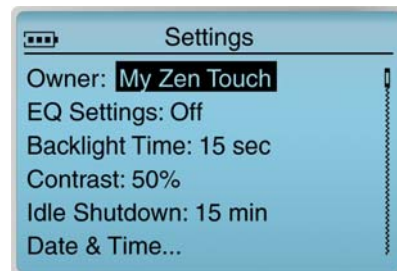 Settings
Owner: My Zen Touch
EQ Settings: Off
Backlight Time: 15 sec
Contrast: 50%
Idle Shutdown: 15 min
Date & Time...